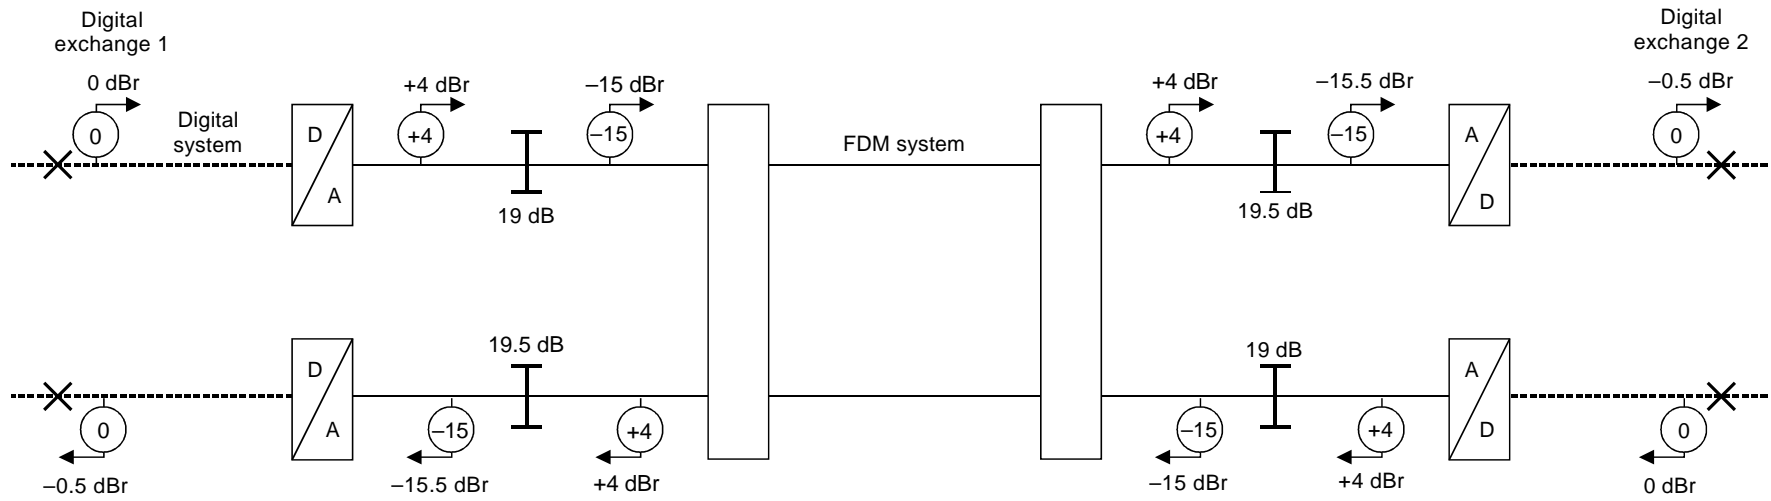 Digital
exchange 1
Digital
exchange 2
0 dBr
+4 dBr
–15 dBr
+4 dBr
–15.5 dBr
–0.5 dBr
0
Digital
system
D
A
+4
–15
FDM system
+4
–15
A
D
0
19 dB
19.5 dB
19.5 dB
19 dB
0
D
A
–15
+4
–15
+4
A
D
0
–0.5 dBr
–15.5 dBr
+4 dBr
–15 dBr
+4 dBr
0 dBr